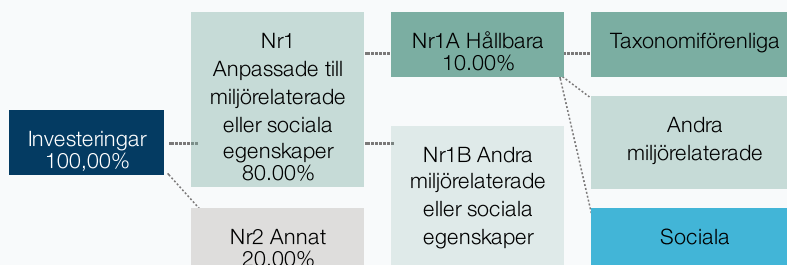 Investeringar
100,00%
Nr1
Anpassade till
miljörelaterade
eller sociala
egenskaper
80.00%
Nr2 Annat
20.00%
Nr1A Hållbara
10.00%
Nr1B Andra
miljörelaterade
eller sociala
egenskaper
Taxonomiförenliga
Andra
miljörelaterade
Sociala